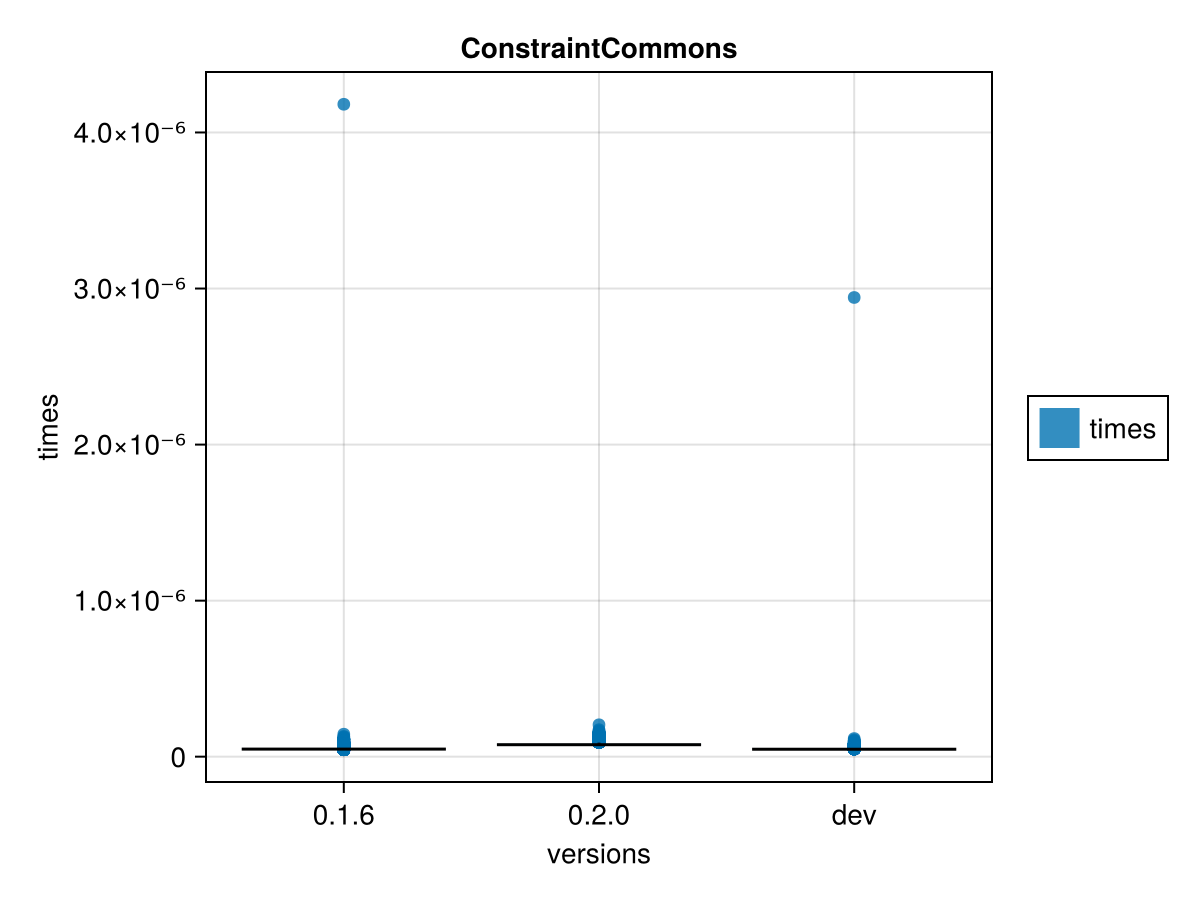 ConstraintCommons
4.0×10⁻⁶
3.0×10⁻⁶
2.0×10⁻⁶
1.0×10⁻⁶
0
times
0.1.6
0.2.0
dev
versions
times